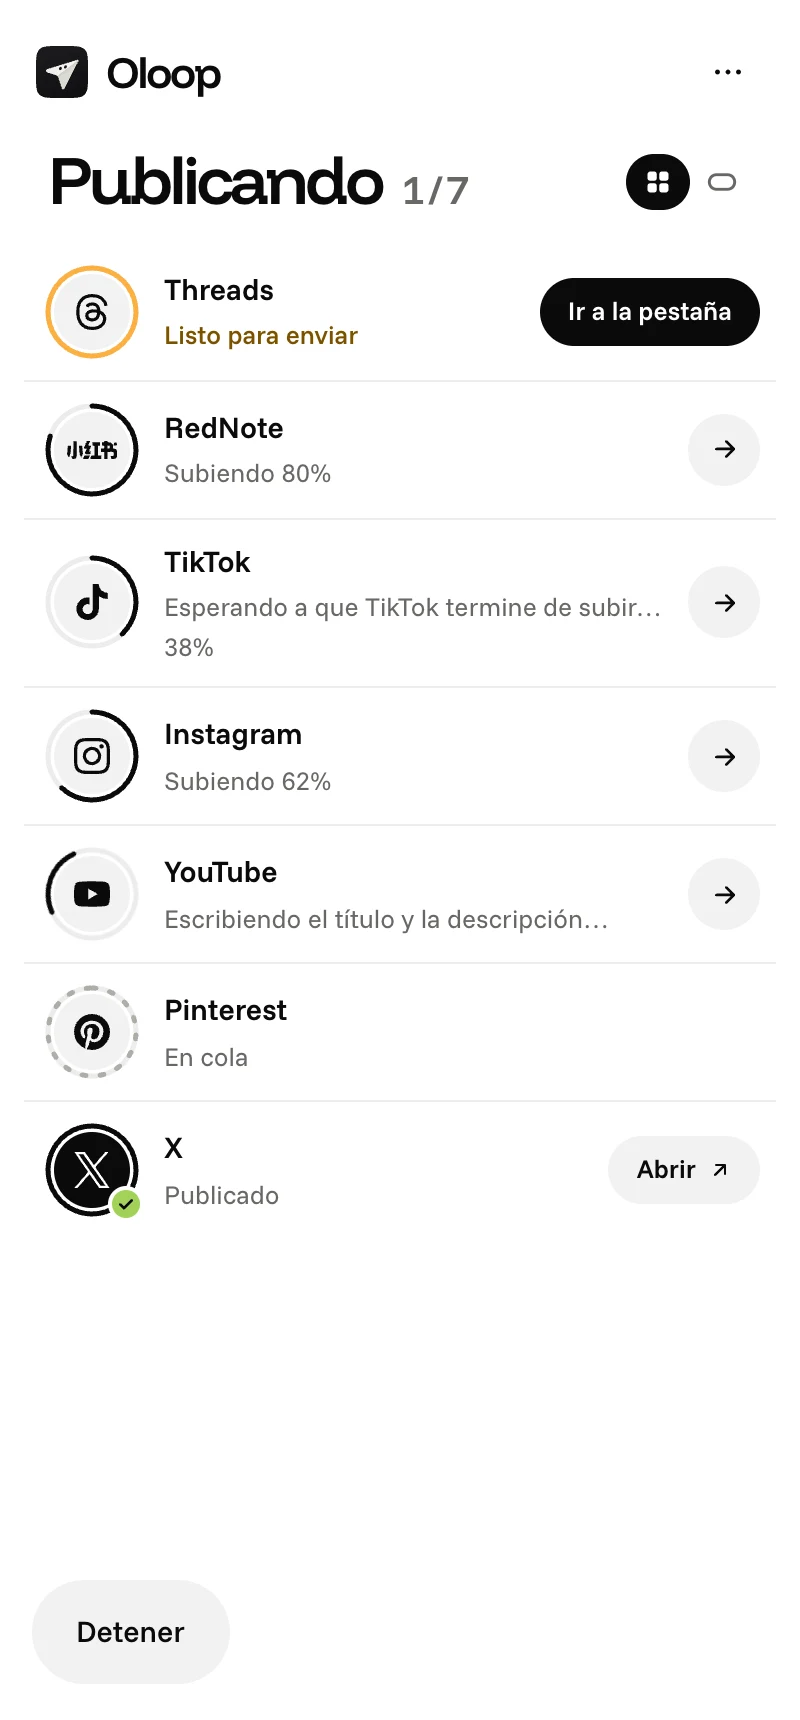 Oloop
Publicando 1/7
Threads
Listo para enviar
Ir a la pestaña
小红书
RedNote
Subiendo 80%
TikTok
Esperando a que TikTok termine de subir…
38%
Instagram
Subiendo 62%
YouTube
Escribiendo el título y la descripción…
Pinterest
En cola
X
Publicado
Abrir
Detener